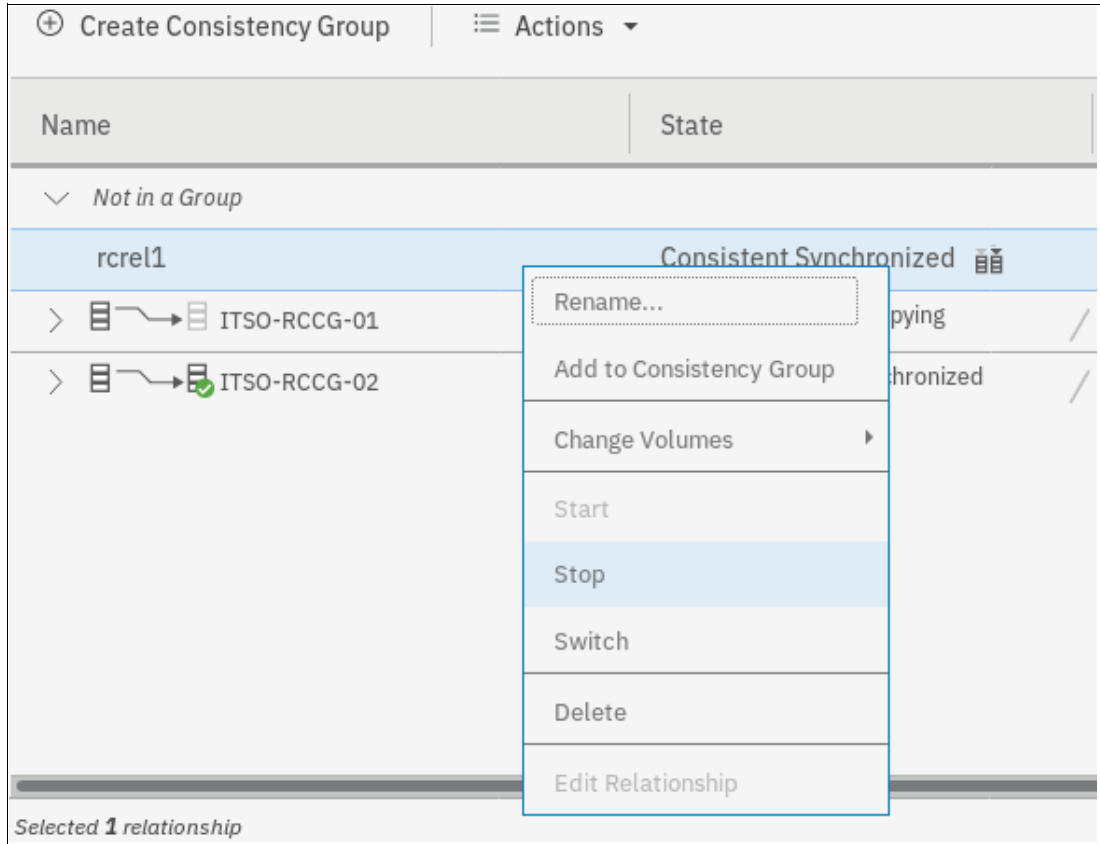 Create Consistency Group Actions
Name State
Not in a Group
rcrel1 Consistent Synchronized
Rename...
ITSO-RCCG-01 pying
Add to Consistency Group
ITSO-RCCG-02 hronized
Change Volumes
Start
Stop
Switch
Delete
Edit Relationship
Selected 1 relationship